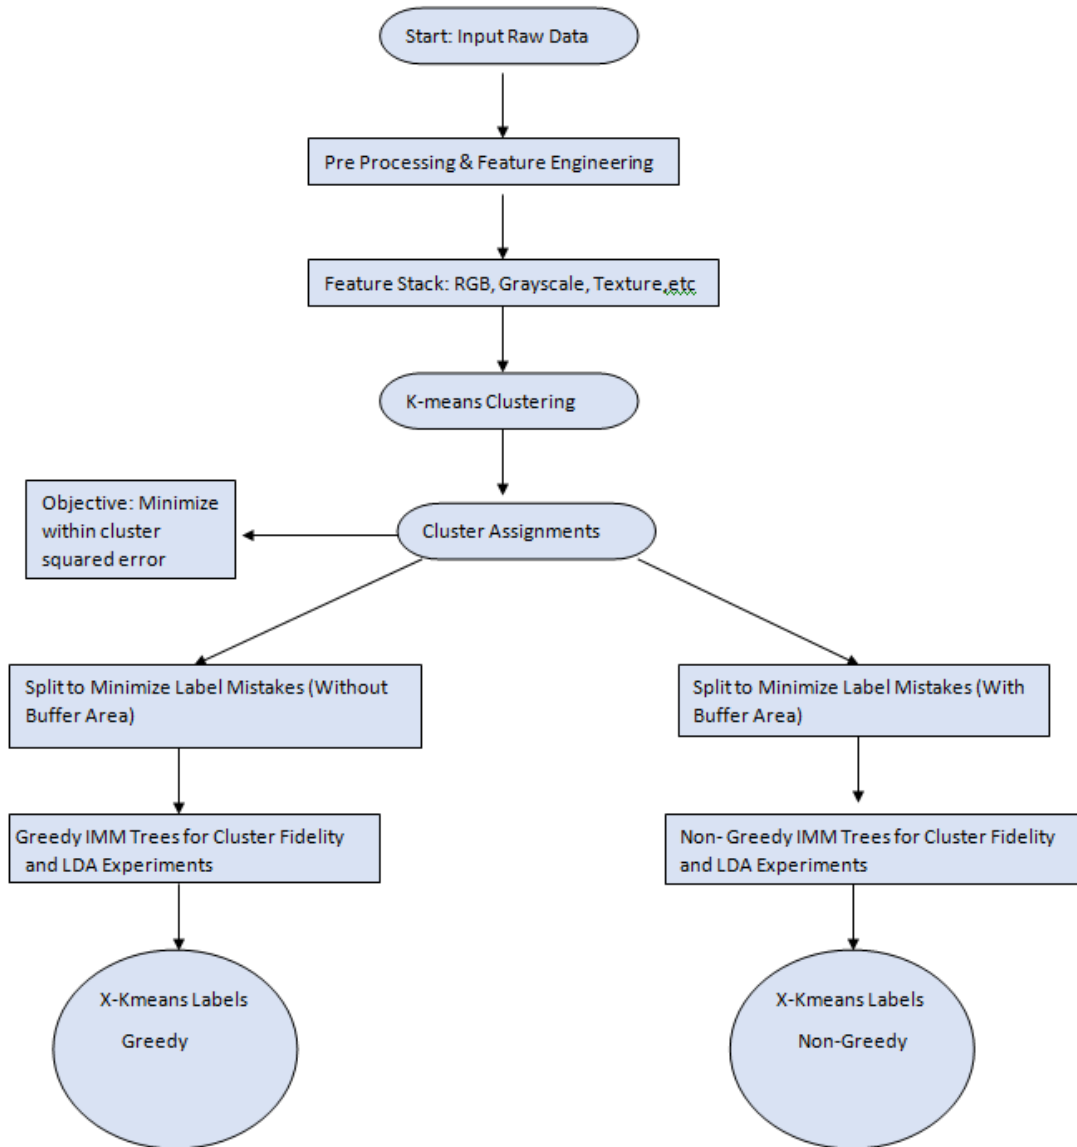 Start: Input Raw Data
Pre Processing & Feature Engineering
Feature Stack: RGB, Grayscale, Texture,etc
K-means Clustering
Objective: Minimize
within cluster
squared error
Cluster Assignments
Split to Minimize Label Mistakes (Without
Buffer Area)
Split to Minimize Label Mistakes (With
Buffer Area)
Greedy IMM Trees for Cluster Fidelity
and LDA Experiments
Non- Greedy IMM Trees for Cluster Fidelity
and LDA Experiments
X-Kmeans Labels
Greedy
X-Kmeans Labels
Non-Greedy